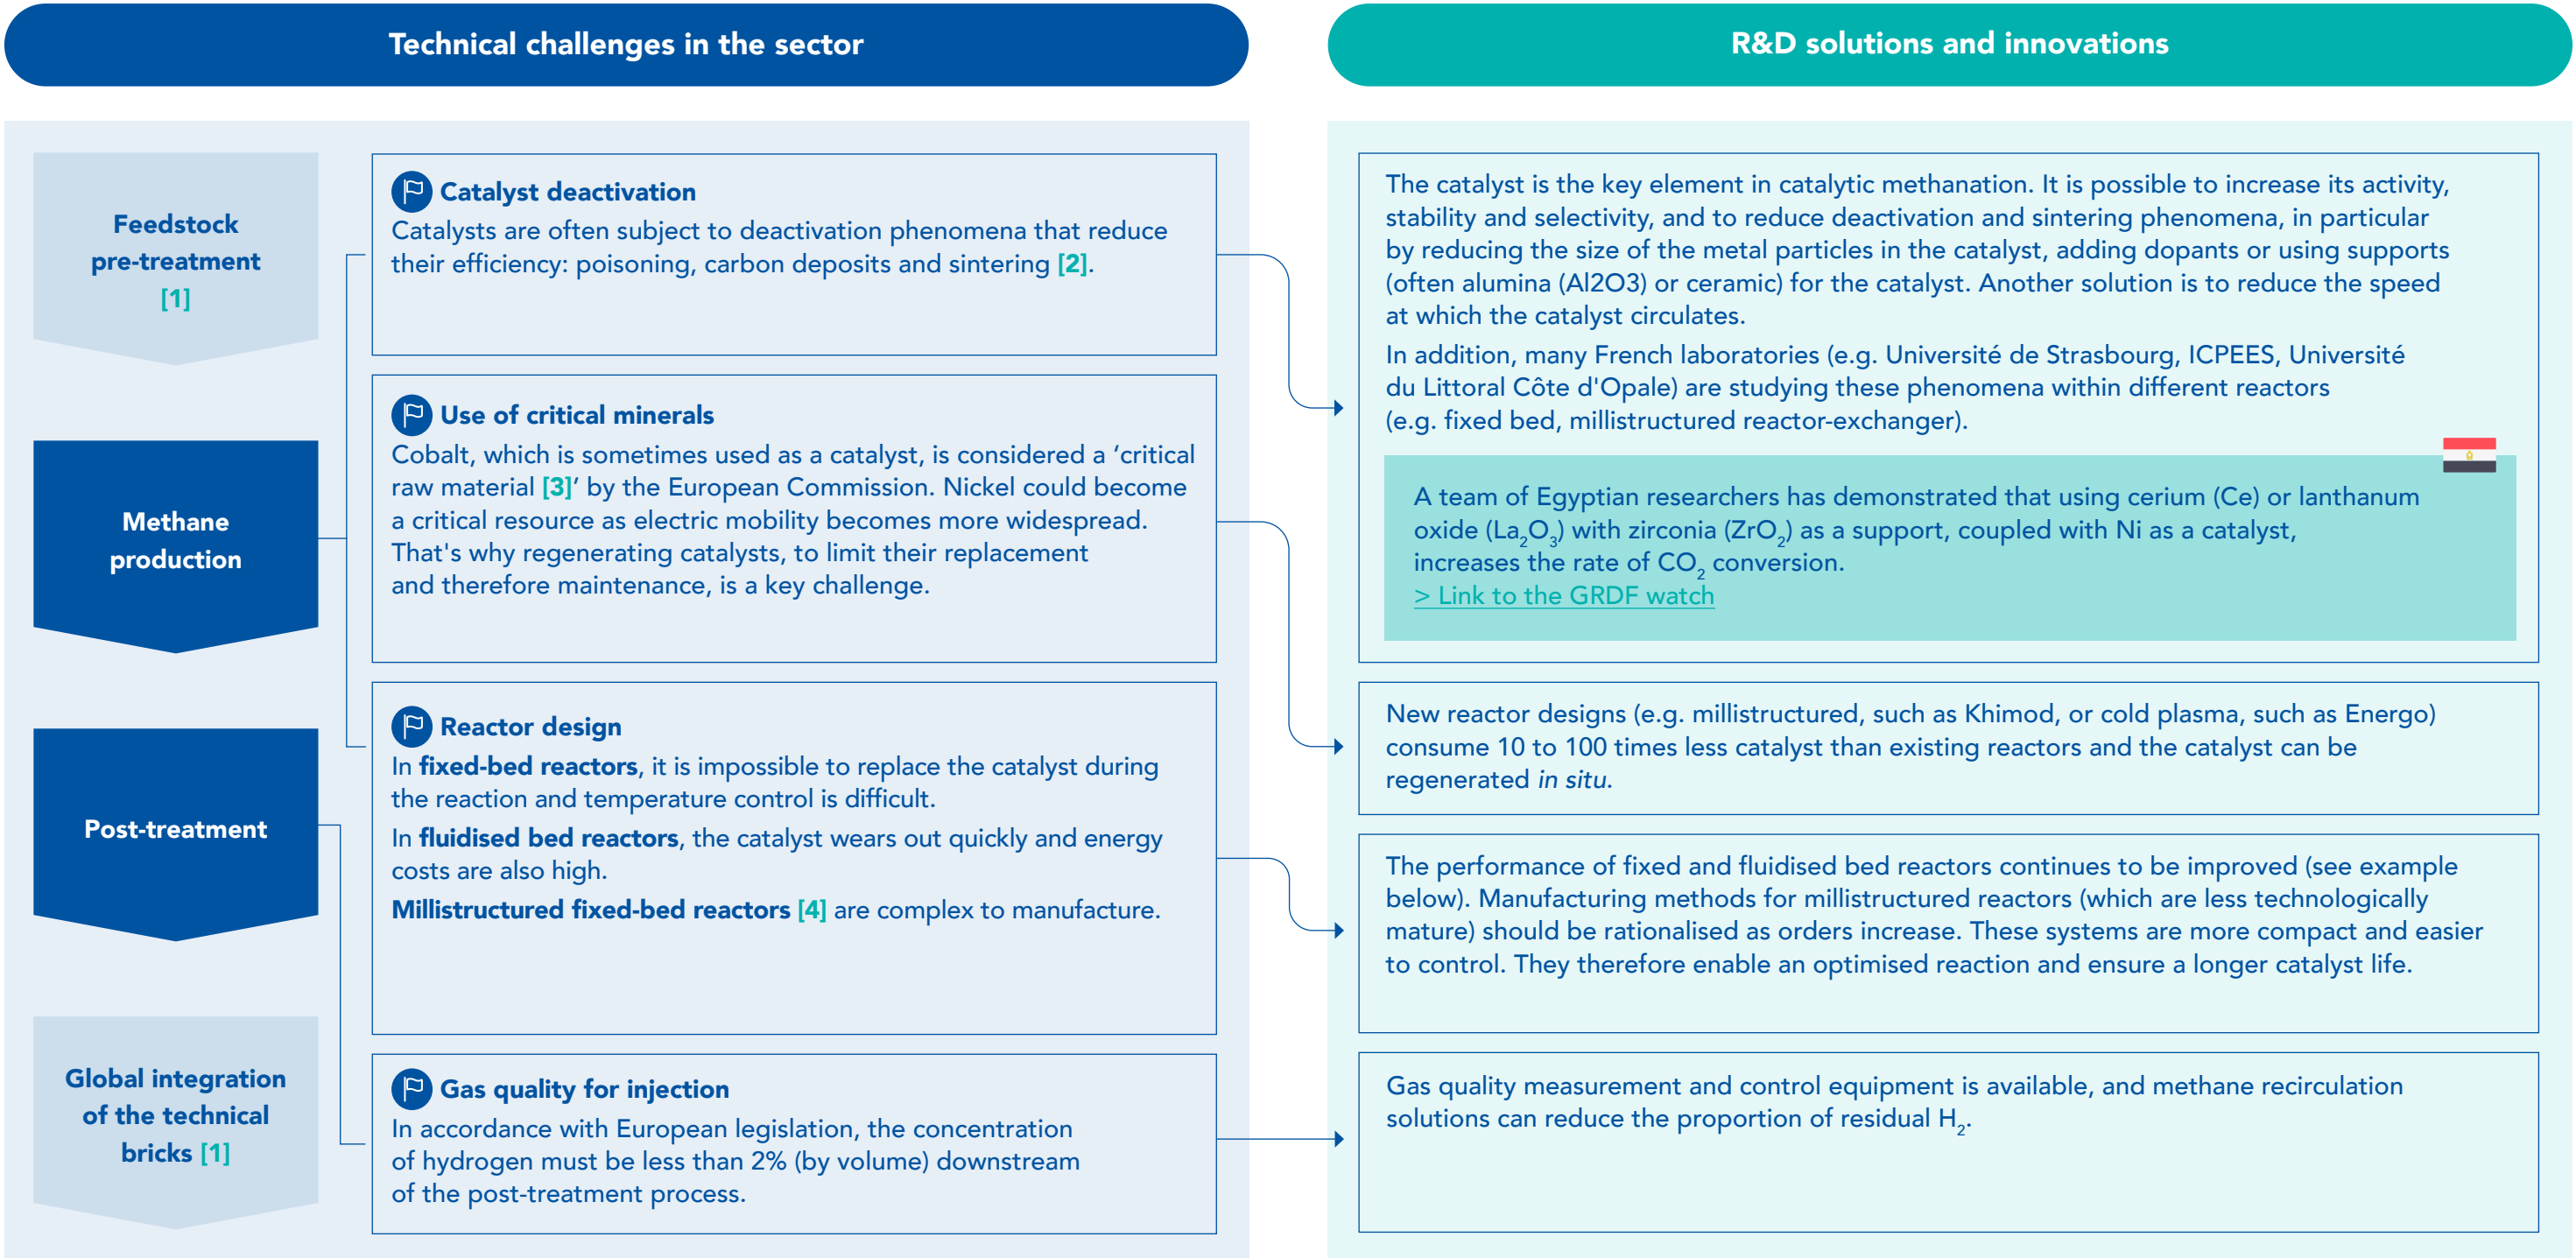 Technical challenges in the sector
R&D solutions and innovations
Feedstock
pre-treatment
[1]
Methane
production
Post-treatment
Global integration
of the technical
bricks [1]
Catalyst deactivation
Catalysts are often subject to deactivation phenomena that reduce
their efficiency: poisoning, carbon deposits and sintering [2].
Use of critical minerals
Cobalt, which is sometimes used as a catalyst, is considered a ‘critical
raw material [3]’ by the European Commission. Nickel could become
a critical resource as electric mobility becomes more widespread.
That's why regenerating catalysts, to limit their replacement
and therefore maintenance, is a key challenge.
Reactor design
In fixed-bed reactors, it is impossible to replace the catalyst during
the reaction and temperature control is difficult.
In fluidised bed reactors, the catalyst wears out quickly and energy
costs are also high.
Millistructured fixed-bed reactors [4] are complex to manufacture.
Gas quality for injection
In accordance with European legislation, the concentration
of hydrogen must be less than 2% (by volume) downstream
of the post-treatment process.
The catalyst is the key element in catalytic methanation. It is possible to increase its activity,
stability and selectivity, and to reduce deactivation and sintering phenomena, in particular
by reducing the size of the metal particles in the catalyst, adding dopants or using supports
(often alumina (Al2O3) or ceramic) for the catalyst. Another solution is to reduce the speed
at which the catalyst circulates.
In addition, many French laboratories (e.g. Université de Strasbourg, ICPEES, Université
du Littoral Côte d'Opale) are studying these phenomena within different reactors
(e.g. fixed bed, millistructured reactor-exchanger).
A team of Egyptian researchers has demonstrated that using cerium (Ce) or lanthanum
oxide (La₂O₃) with zirconia (ZrO₂) as a support, coupled with Ni as a catalyst,
increases the rate of CO₂ conversion.
> Link to the GRDF watch
New reactor designs (e.g. millistructured, such as Khimod, or cold plasma, such as Energo)
consume 10 to 100 times less catalyst than existing reactors and the catalyst can be
regenerated in situ.
The performance of fixed and fluidised bed reactors continues to be improved (see example
below). Manufacturing methods for millistructured reactors (which are less technologically
mature) should be rationalised as orders increase. These systems are more compact and easier
to control. They therefore enable an optimised reaction and ensure a longer catalyst life.
Gas quality measurement and control equipment is available, and methane recirculation
solutions can reduce the proportion of residual H₂.